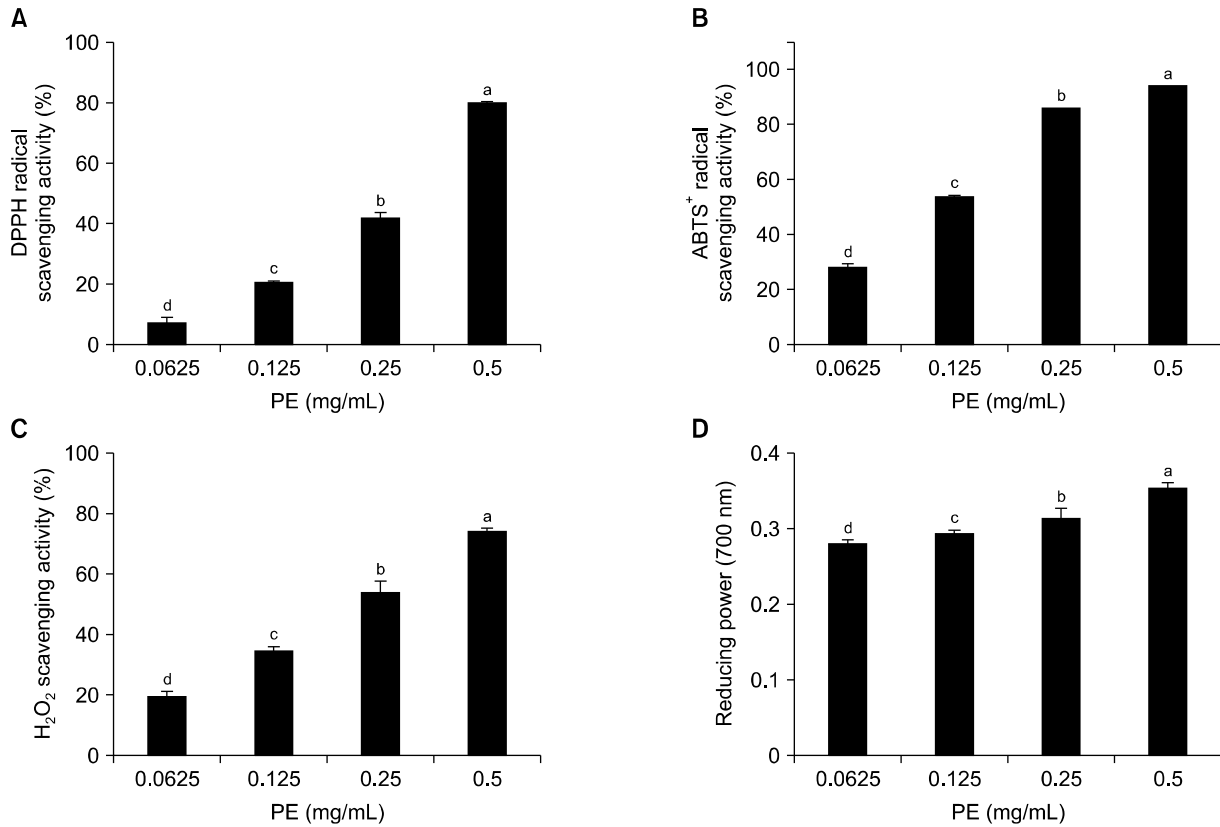 A
DPPH radical
scavenging activity (%)
100
80
60
40
20
0
d
c
b
a
0.0625 0.125 0.25 0.5
PE (mg/mL)
B
ABTS⁺ radical
scavenging activity (%)
100
80
60
40
20
0
d
c
b
a
0.0625 0.125 0.25 0.5
PE (mg/mL)
C
H₂O₂ scavenging activity (%)
100
80
60
40
20
0
d
c
b
a
0.0625 0.125 0.25 0.5
PE (mg/mL)
D
Reducing power (700 nm)
0.4
0.3
0.2
0.1
0
d
c
b
a
0.0625 0.125 0.25 0.5
PE (mg/mL)